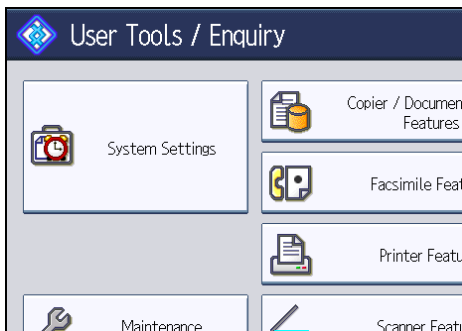 User Tools / Enquiry
System Settings
Copier / Documen
Features
Facsimile Feat
Printer Featu
Maintenance
Scanner Featu